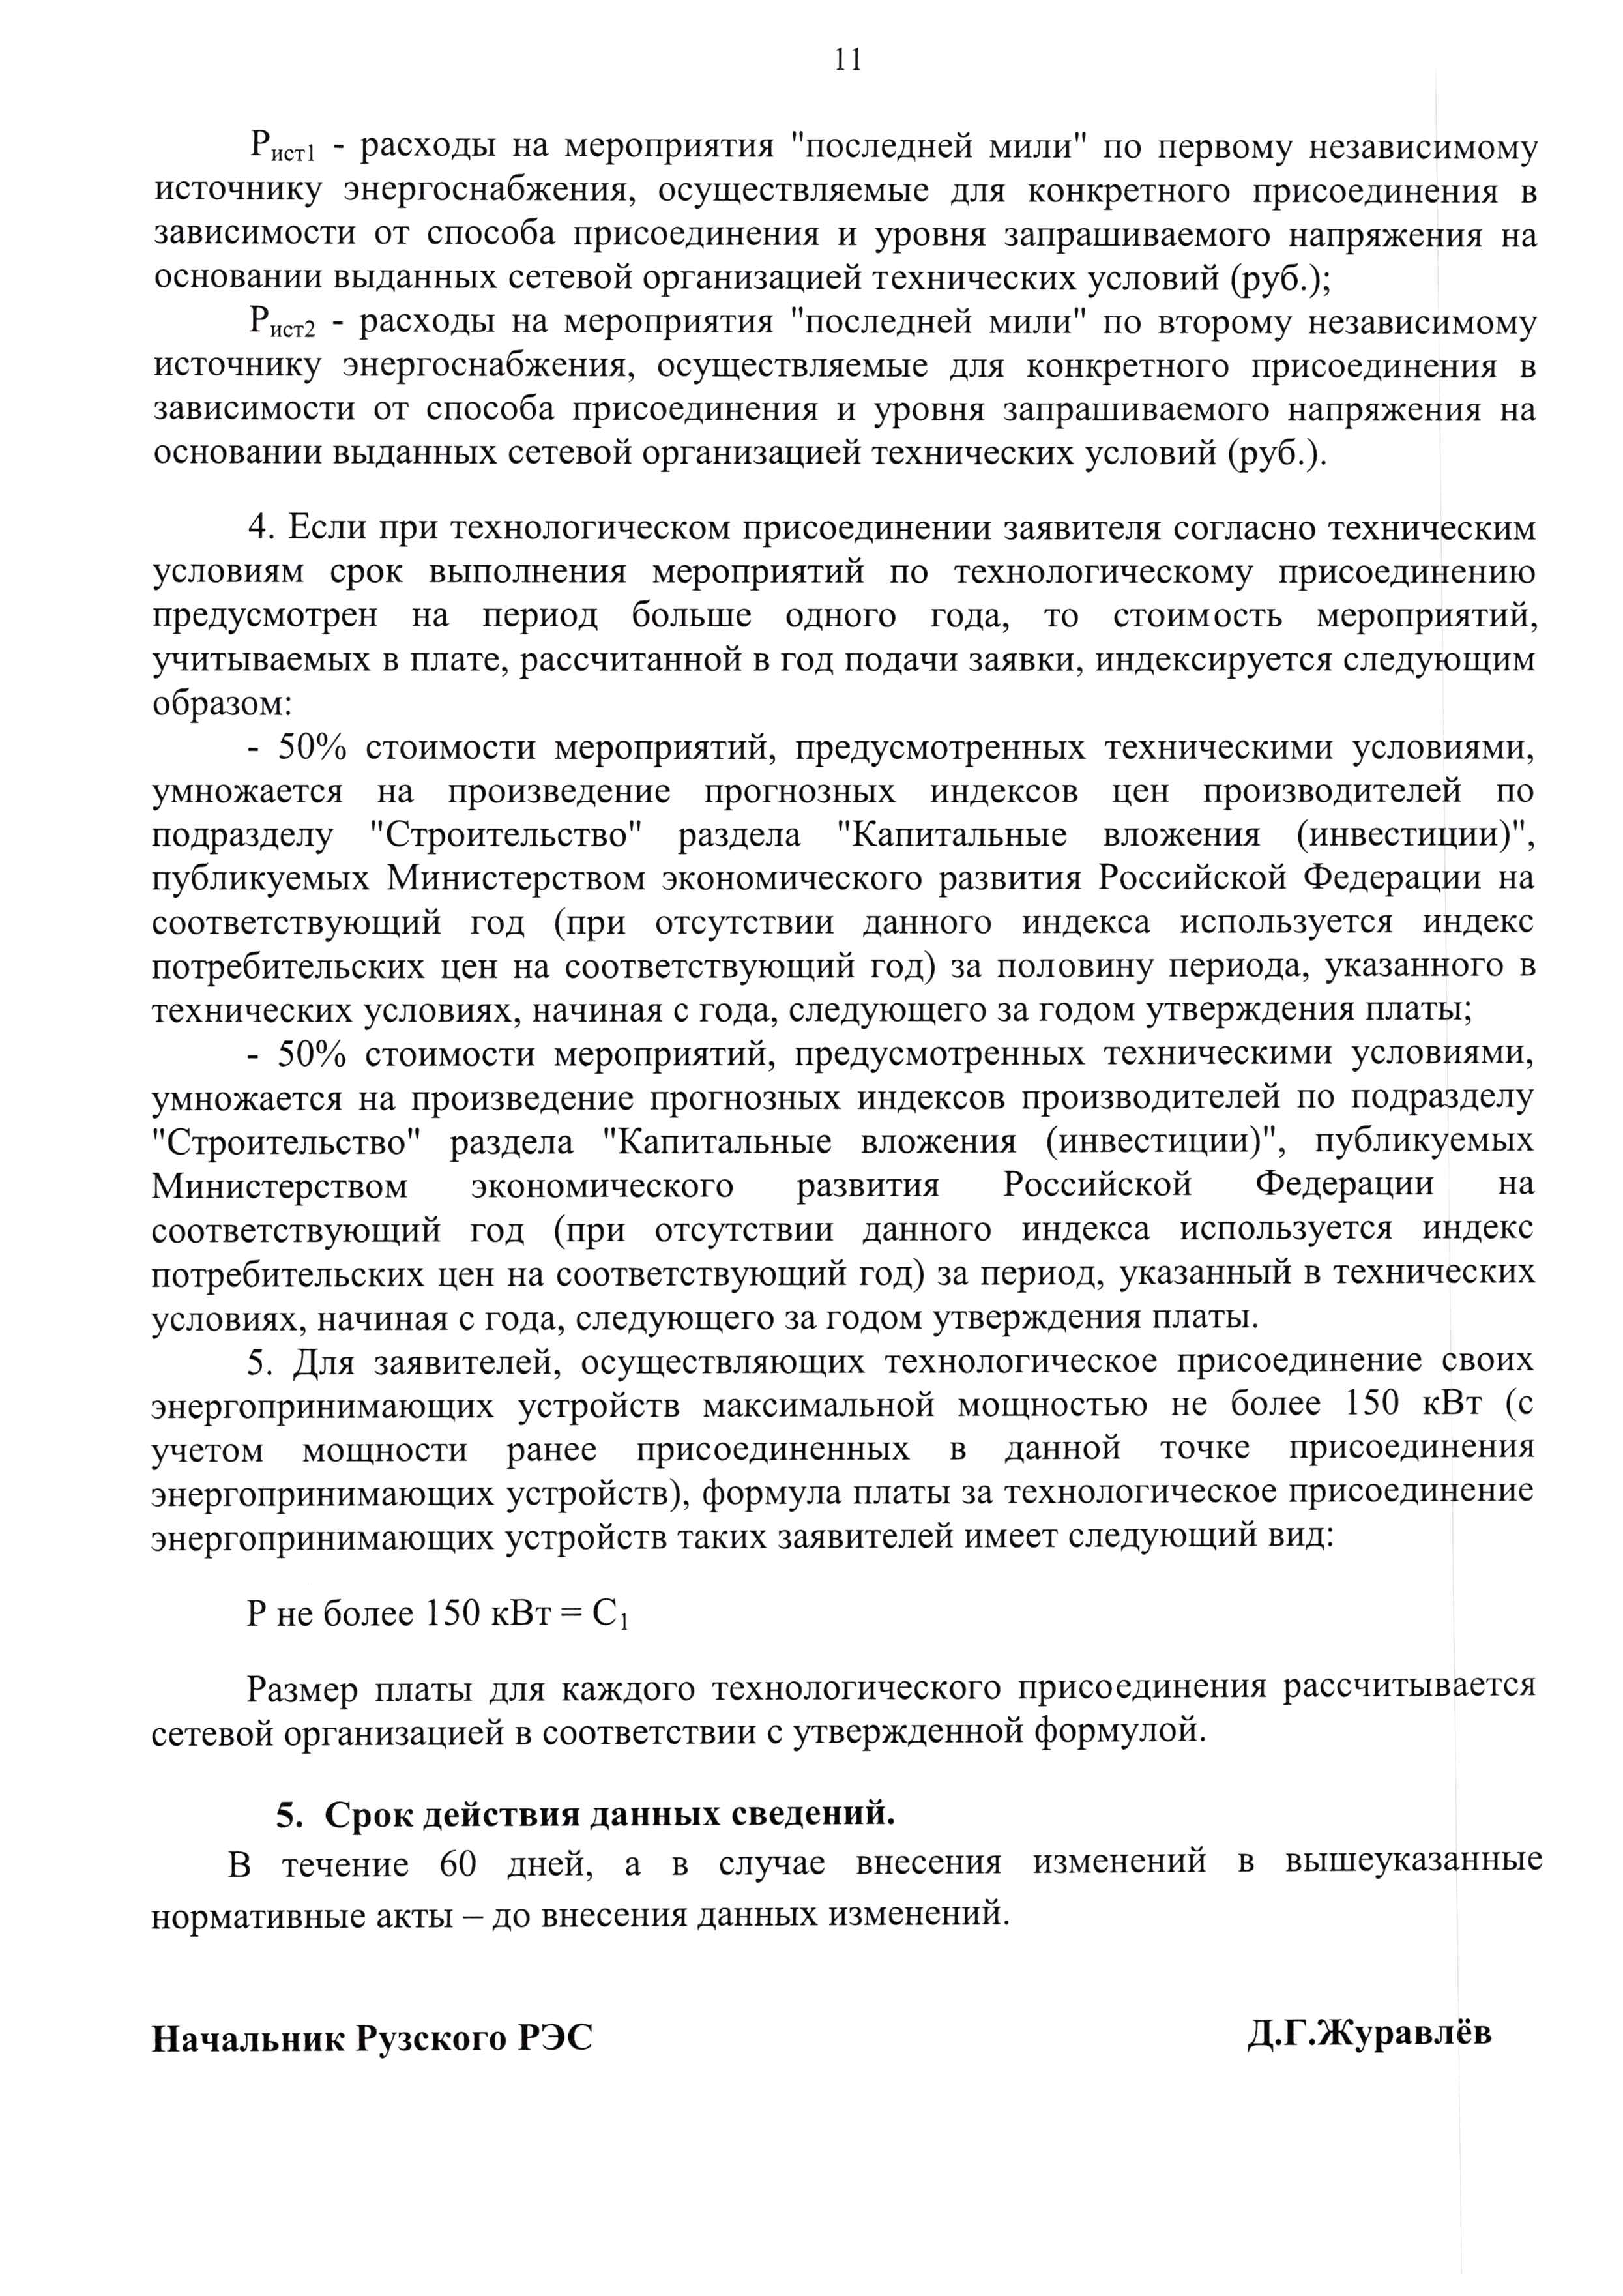 11
Рист1 - расходы на мероприятия "последней мили" по первому независимому
источнику энергоснабжения, осуществляемые для конкретного присоединения в
зависимости от способа присоединения и уровня запрашиваемого напряжения на
основании выданных сетевой организацией технических условий (руб.);
Рист2 - расходы на мероприятия "последней мили" по второму независимому
источнику энергоснабжения, осуществляемые для конкретного присоединения в
зависимости от способа присоединения и уровня запрашиваемого напряжения на
основании выданных сетевой организацией технических условий (руб.).
4. Если при технологическом присоединении заявителя согласно техническим
условиям срок выполнения мероприятий по технологическому присоединению
предусмотрен на период больше одного года, то стоимость мероприятий,
учитываемых в плате, рассчитанной в год подачи заявки, индексируется следующим
образом:
- 50% стоимости мероприятий, предусмотренных техническими условиями,
умножается на произведение прогнозных индексов цен производителей по
подразделу "Строительство" раздела "Капитальные вложения (инвестиции)",
публикуемых Министерством экономического развития Российской Федерации на
соответствующий год (при отсутствии данного индекса используется индекс
потребительских цен на соответствующий год) за половину периода, указанного в
технических условиях, начиная с года, следующего за годом утверждения платы;
- 50% стоимости мероприятий, предусмотренных техническими условиями,
умножается на произведение прогнозных индексов производителей по подразделу
"Строительство" раздела "Капитальные вложения (инвестиции)", публикуемых
Министерством экономического развития Российской Федерации на
соответствующий год (при отсутствии данного индекса используется индекс
потребительских цен на соответствующий год) за период, указанный в технических
условиях, начиная с года, следующего за годом утверждения платы.
5. Для заявителей, осуществляющих технологическое присоединение своих
энергопринимающих устройств максимальной мощностью не более 150 кВт (с
учетом мощности ранее присоединенных в данной точке присоединения
энергопринимающих устройств), формула платы за технологическое присоединение
энергопринимающих устройств таких заявителей имеет следующий вид:
Р не более 150 кВт = С1
Размер платы для каждого технологического присоединения рассчитывается
сетевой организацией в соответствии с утвержденной формулой.
5. Срок действия данных сведений.
В течение 60 дней, а в случае внесения изменений в вышеуказанные
нормативные акты – до внесения данных изменений.
Начальник Рузского РЭС Д.Г.Журавлёв